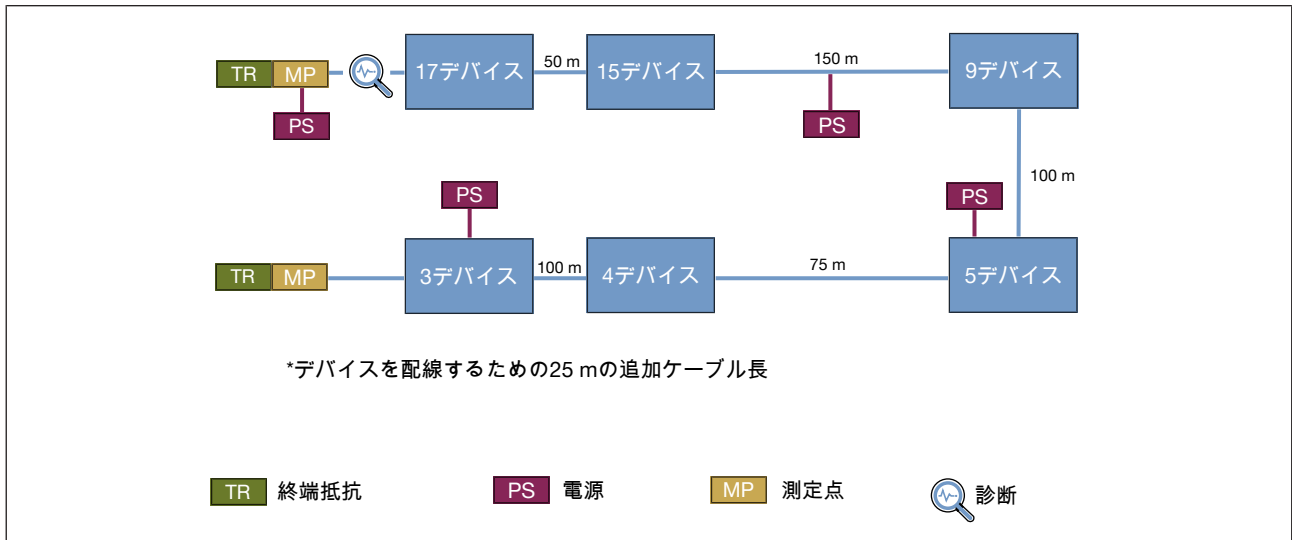 TR MP
17デバイス
50 m
15デバイス
150 m
9デバイス
PS
PS
100 m
PS
PS
TR MP
3デバイス
100 m
4デバイス
75 m
5デバイス
*デバイスを配線するための25 mの追加ケーブル長
TR 終端抵抗
PS 電源
MP 測定点
診断